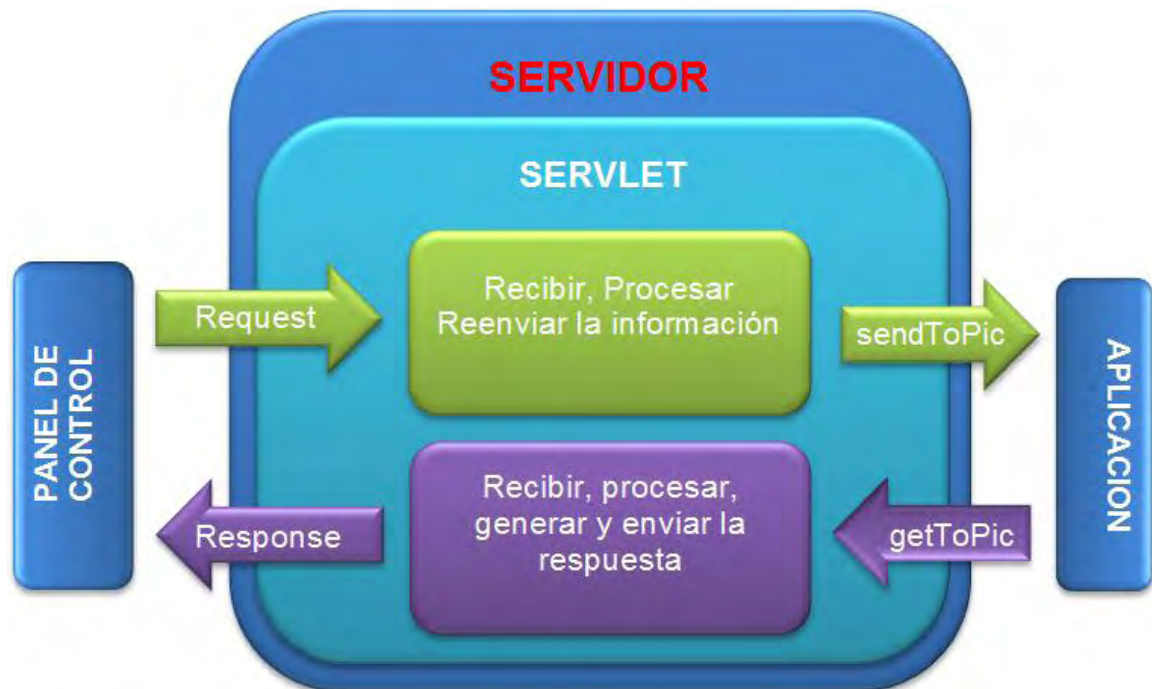 SERVIDOR
SERVLET
PANEL DE
CONTROL
Request
Recibir, Procesar
Reenviar la información
sendToPic
APLICACION
Response
Recibir, procesar,
generar y enviar la
respuesta
getToPic